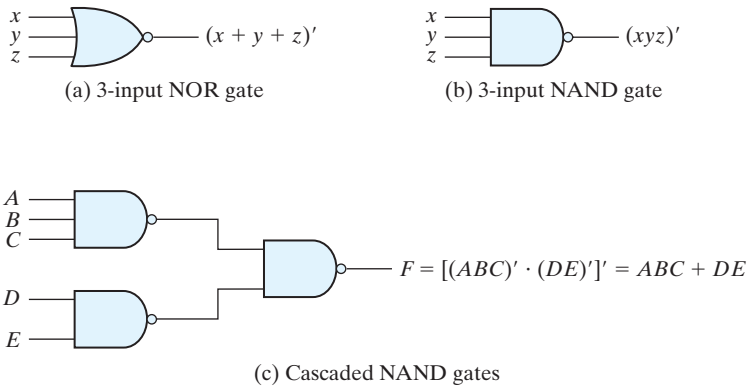 x
y
z
(x + y + z)′
(a) 3-input NOR gate
x
y
z
(xyz)′
(b) 3-input NAND gate
A
B
C
D
E
F = [(ABC)′ · (DE)′]′ = ABC + DE
(c) Cascaded NAND gates